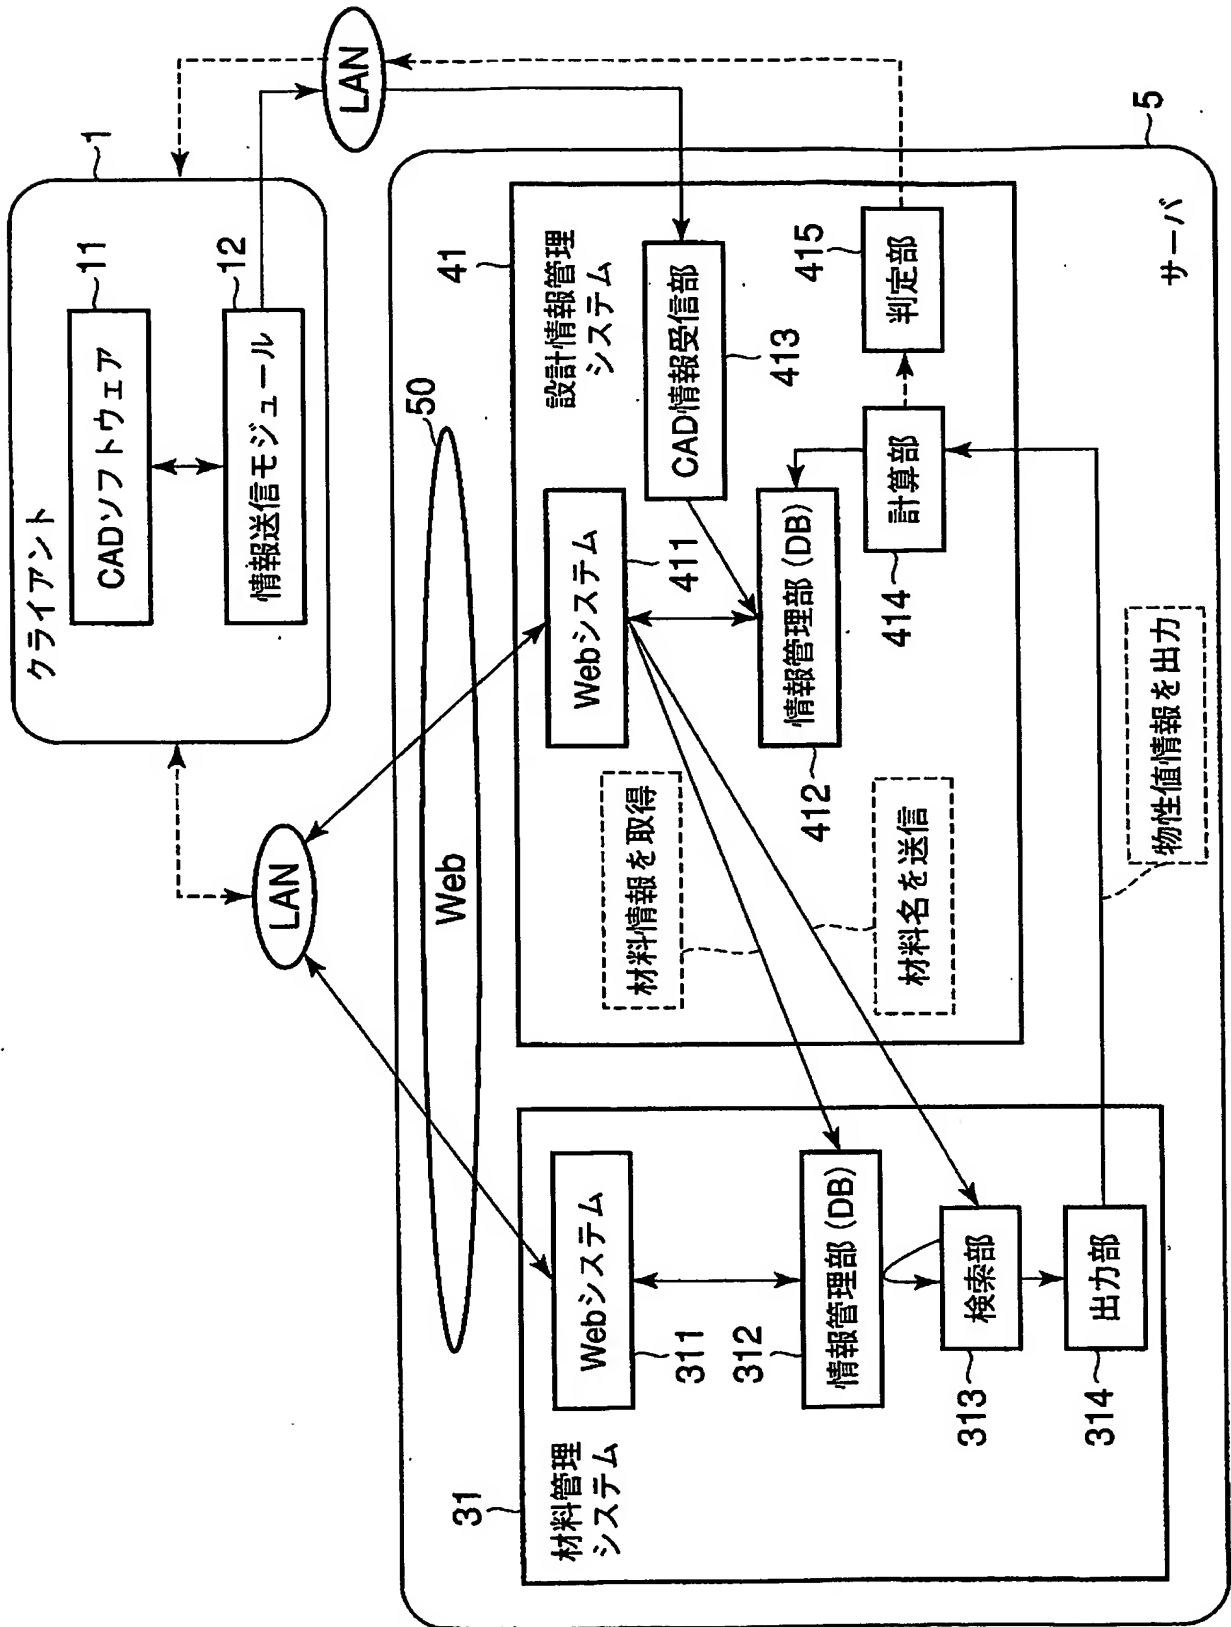 クライアント
1
CADソフトウェア
11
情報送信モジュール
12
LAN
LAN
Web
50
材料管理
システム
31
Webシステム
311
情報管理部(DB)
312
検索部
313
出力部
314
設計情報管理
システム
41
Webシステム
411
情報管理部(DB)
412
CAD情報受信部
413
計算部
414
判定部
415
材料情報を取得
材料名を送信
物性値情報を出力
サーバ
5